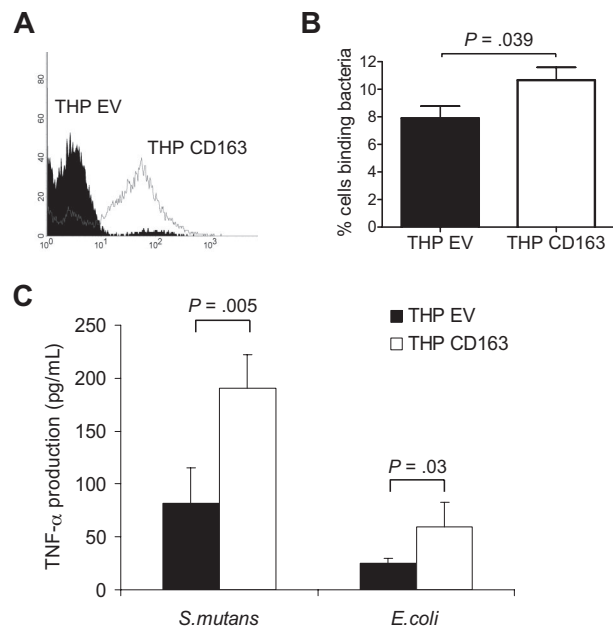 A
80
60
40
20
0
THP EV
THP CD163
10⁰ 10¹ 10² 10³
B
P = .039
% cells binding bacteria
12
10
8
6
4
2
0
THP EV THP CD163
C
P = .005
THP EV
THP CD163
P = .03
TNF-α production (pg/mL)
250
200
150
100
50
0
S.mutans E.coli